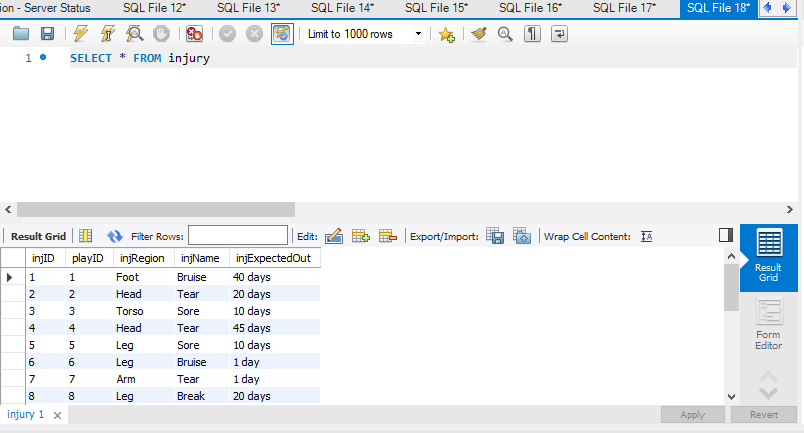 ion - Server Status SQL File 12* SQL File 13* SQL File 14* SQL File 15* SQL File 16* SQL File 17* SQL File 18*
Limit to 1000 rows
1 SELECT * FROM injury
Result Grid Filter Rows: Edit: Export/Import: Wrap Cell Content:
injID playID injRegion injName injExpectedOut
1 1 Foot Bruise 40 days
2 2 Head Tear 20 days
3 3 Torso Sore 10 days
4 4 Head Tear 45 days
5 5 Leg Sore 10 days
6 6 Leg Bruise 1 day
7 7 Arm Tear 1 day
8 8 Leg Break 20 days
Result
Grid
Form
Editor
injury 1 Apply Revert